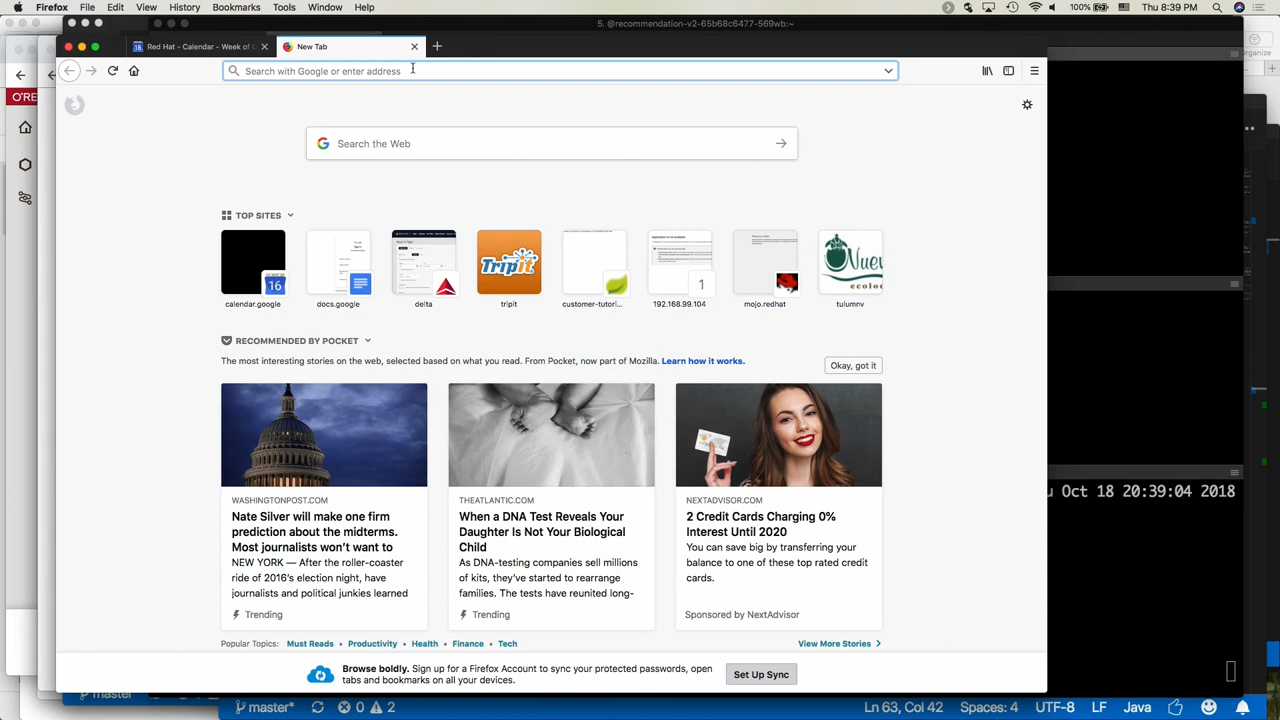 Firefox File Edit View History Bookmarks Tools Window Help
100% Thu 8:39 PM
5. @recommendation-v2-65b68c6477-569wb:~
Red Hat - Calendar - Week of
New Tab
Search with Google or enter address
O'RE
Organize
Search the Web
TOP SITES
16
Tripit
1
Nuev
ecolo
calendar.google docs.google delta tripit customer-tutori... 192.168.99.104 mojo.redhat tulumnv
RECOMMENDED BY POCKET
The most interesting stories on the web, selected based on what you read. From Pocket, now part of Mozilla. Learn how it works.
Okay, got it
WASHINGTONPOST.COM
Nate Silver will make one firm
prediction about the midterms.
Most journalists won't want to
NEW YORK — After the roller-coaster
ride of 2016's election night, have
journalists and political junkies learned
Trending
THEATLANTIC.COM
When a DNA Test Reveals Your
Daughter Is Not Your Biological
Child
As DNA-testing companies sell millions
of kits, they've started to rearrange
families. The tests have reunited long-
Trending
NEXTADVISOR.COM
2 Credit Cards Charging 0%
Interest Until 2020
You can save big by transferring your
balance to one of these top rated credit
cards.
Sponsored by NextAdvisor
u Oct 18 20:39:04 2018
Popular Topics: Must Reads • Productivity • Health • Finance • Tech
View More Stories
Browse boldly. Sign up for a Firefox Account to sync your protected passwords, open
tabs and bookmarks on all your devices.
Set Up Sync
master
master* 0 2 Ln 63, Col 42 Spaces: 4 UTF-8 LF Java